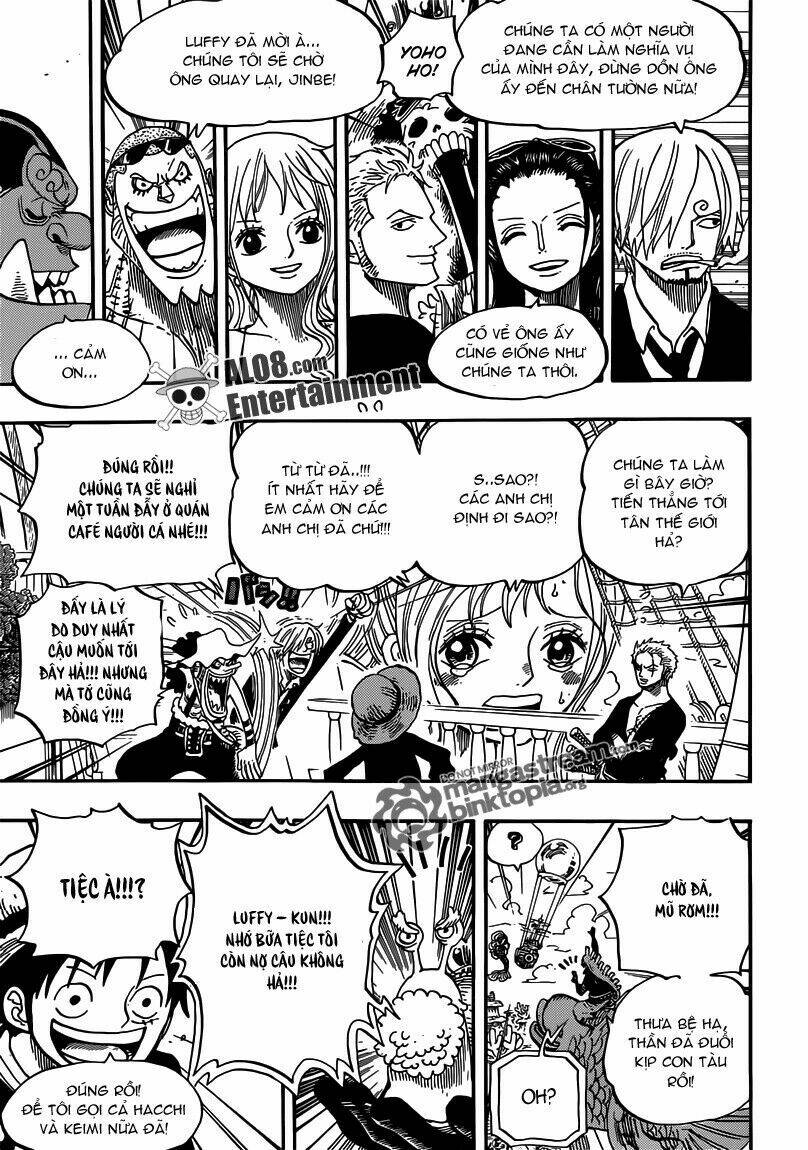 CHÚNG TA CÓ MỘT NGƯỜI
ĐANG CẦN LÀM NGHĨA VỤ
CỦA MÌNH ĐÂY, ĐỪNG DỒN ÔNG
ẤY ĐẾN CHÂN TƯỜNG NỮA!
YOHO
HO!
LUFFY ĐÃ MỜI À...
CHÚNG TÔI SẼ CHỜ
ÔNG QUAY LẠI, JINBE!
CÓ VẺ ÔNG ẤY
CŨNG GIỐNG NHƯ
CHÚNG TA THÔI.
... CẢM
ƠN...
AL08.com
Entertainment
CHÚNG TA LÀM
GÌ BÂY GIỜ?
TIẾN THẲNG TỚI
TÂN THẾ GIỚI
HẢ?
S..SAO?!
CÁC ANH CHỊ
ĐỊNH ĐI SAO?!
TỪ TỪ ĐÃ..!!!
ÍT NHẤT HÃY ĐỂ
EM CẢM ƠN CÁC
ANH CHỊ ĐÃ CHỨ!!!
ĐÚNG RỒI!!
CHÚNG TA SẼ NGHỈ
MỘT TUẦN ĐẦY Ở QUÁN
CAFÉ NGƯỜI CÁ NHÉ!!!
ĐẤY LÀ LÝ
DO DUY NHẤT
CẬU MUỐN TỚI
ĐÂY HẢ!!! NHƯNG
MÀ TỚ CŨNG
ĐỒNG Ý!!!
DO NOT MIRROR
mangastream.com
binktopia.org
CHỜ ĐÃ,
MŨ RƠM!!!
?
THƯA BỆ HẠ,
THẦN ĐÃ ĐUỔI
KỊP CON TÀU
RỒI!
OH?
LUFFY – KUN!!!
NHỚ BỮA TIỆC TÔI
CÒN NỢ CẬU KHÔNG
HẢ!!!
TIỆC À!!!?
ĐÚNG RỒI!
ĐỂ TÔI GỌI CẢ HACCHI
VÀ KEIMI NỮA ĐÃ!